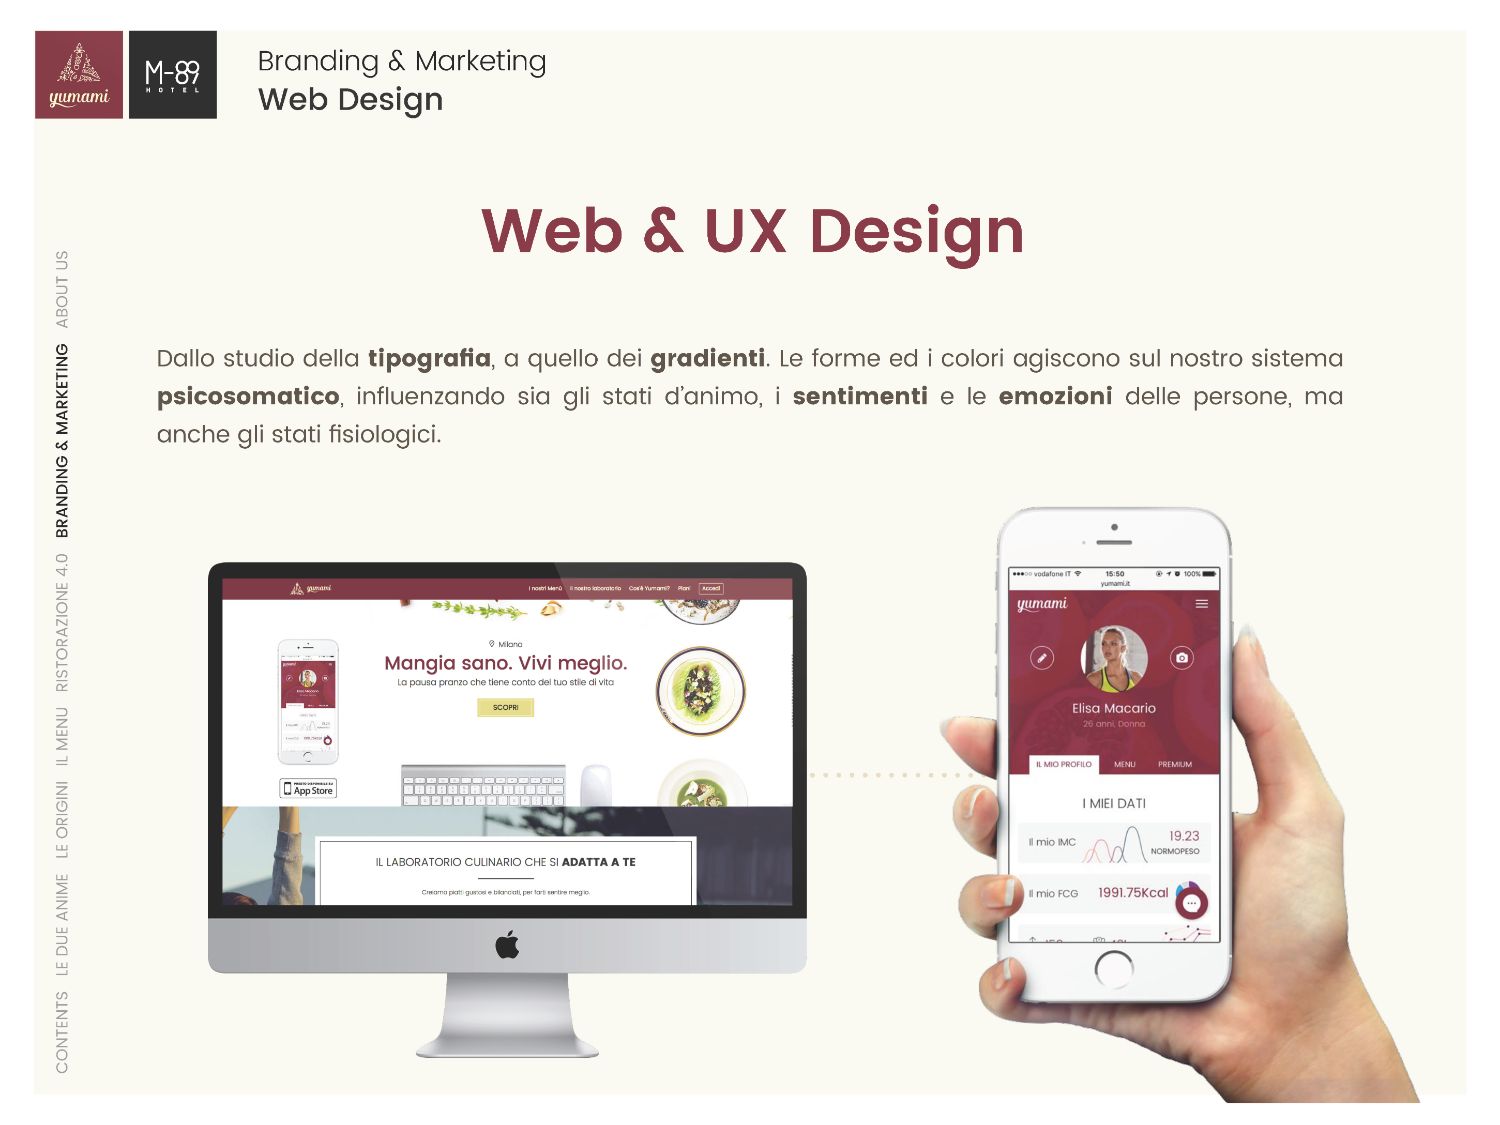 yumami
M-89
HOTEL
Branding & Marketing
Web Design
Web & UX Design
Dallo studio della tipografia, a quello dei gradienti. Le forme ed i colori agiscono sul nostro sistema
psicosomatico, influenzando sia gli stati d'animo, i sentimenti e le emozioni delle persone, ma
anche gli stati fisiologici.
CONTENTS LE DUE ANIME LE ORIGINI IL MENU RISTORAZIONE 4.0 BRANDING & MARKETING ABOUT US
yumami
I nostri Menù Il nostro laboratorio Cos'è Yumami? Piani Accedi
Milano
Mangia sano. Vivi meglio.
La pausa pranzo che tiene conto del tuo stile di vita
SCOPRI
yumami
Elisa Macario
I MIEI DATI
App Store
IL LABORATORIO CULINARIO CHE SI ADATTA A TE
Creiamo piatti gustosi e bilanciati, per farti sentire meglio.
vodafone IT 15:50 100%
yumami.it
yumami
Elisa Macario
26 anni, Donna
IL MIO PROFILO MENU PREMIUM
I MIEI DATI
Il mio IMC 19.23
NORMOPESO
Il mio FCG 1991.75Kcal